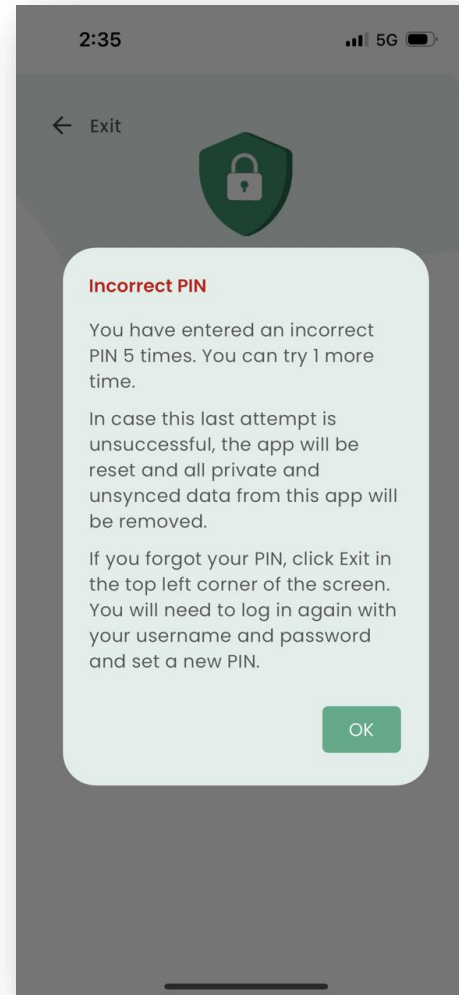 2:35
5G
Exit
Incorrect PIN
You have entered an incorrect
PIN 5 times. You can try 1 more
time.
In case this last attempt is
unsuccessful, the app will be
reset and all private and
unsynced data from this app will
be removed.
If you forgot your PIN, click Exit in
the top left corner of the screen.
You will need to log in again with
your username and password
and set a new PIN.
OK